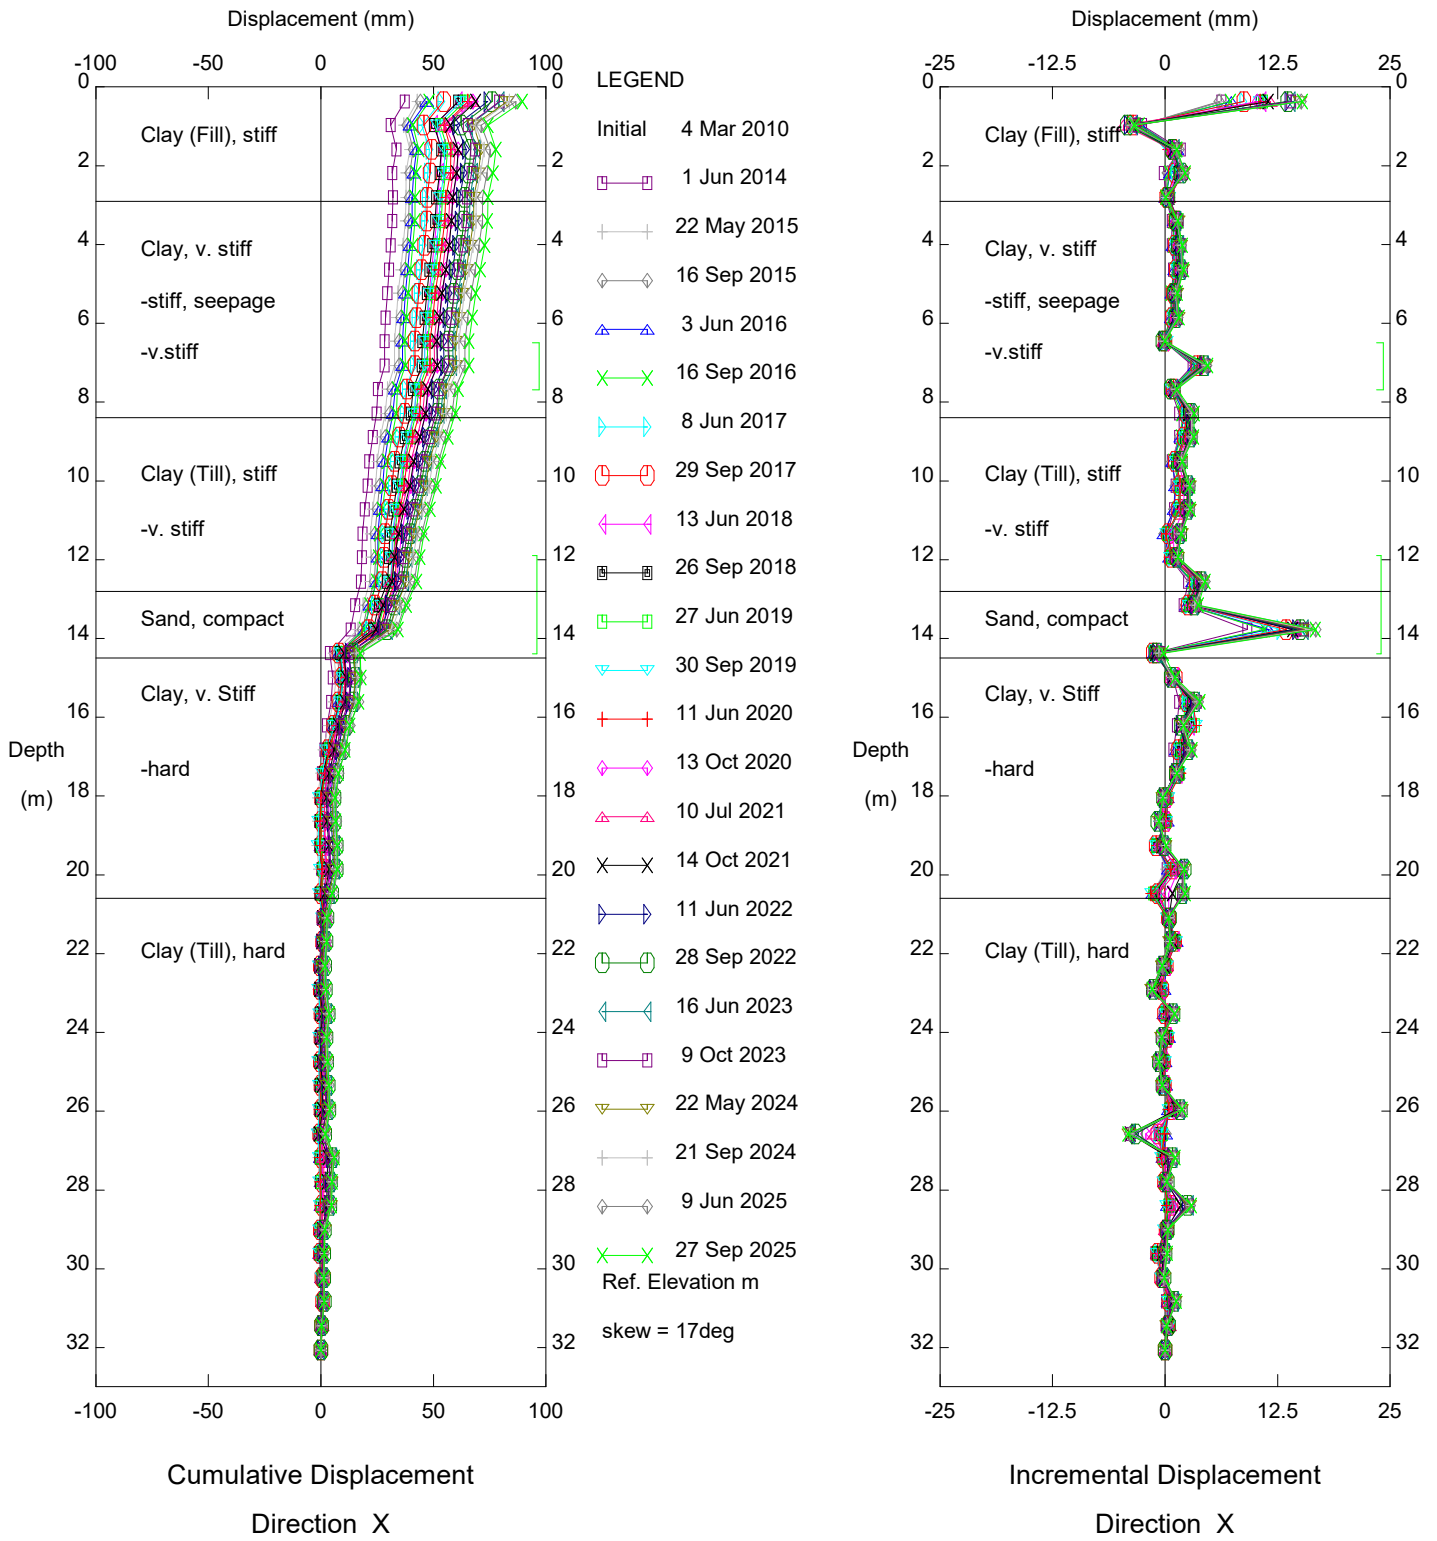 Displacement (mm)
-100 -50 0 50 100
0 0
2 2
4 4
6 6
8 8
10 10
12 12
14 14
16 16
18 18
20 20
22 22
24 24
26 26
28 28
30 30
32 32
-100 -50 0 50 100
Depth
(m)
Clay (Fill), stiff
Clay, v. stiff
-stiff, seepage
-v.stiff
Clay (Till), stiff
-v. stiff
Sand, compact
Clay, v. Stiff
-hard
Clay (Till), hard
Cumulative Displacement
Direction X
LEGEND
Initial 4 Mar 2010
1 Jun 2014
22 May 2015
16 Sep 2015
3 Jun 2016
16 Sep 2016
8 Jun 2017
29 Sep 2017
13 Jun 2018
26 Sep 2018
27 Jun 2019
30 Sep 2019
11 Jun 2020
13 Oct 2020
10 Jul 2021
14 Oct 2021
11 Jun 2022
28 Sep 2022
16 Jun 2023
9 Oct 2023
22 May 2024
21 Sep 2024
9 Jun 2025
27 Sep 2025
Ref. Elevation m
skew = 17deg
Displacement (mm)
-25 -12.5 0 12.5 25
0 0
2 2
4 4
6 6
8 8
10 10
12 12
14 14
16 16
18 18
20 20
22 22
24 24
26 26
28 28
30 30
32 32
-25 -12.5 0 12.5 25
Depth
(m)
Clay (Fill), stiff
Clay, v. stiff
-stiff, seepage
-v.stiff
Clay (Till), stiff
-v. stiff
Sand, compact
Clay, v. Stiff
-hard
Clay (Till), hard
Incremental Displacement
Direction X